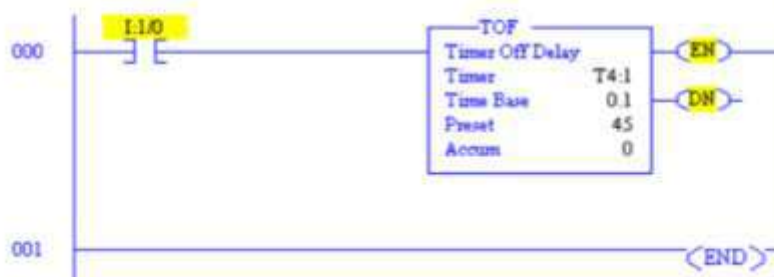 I:1/0
TOF
000
Timer Off Delay
EN
Timer T4:1
Time Base 0.1
DN
Preset 45
Accum 0
001
END